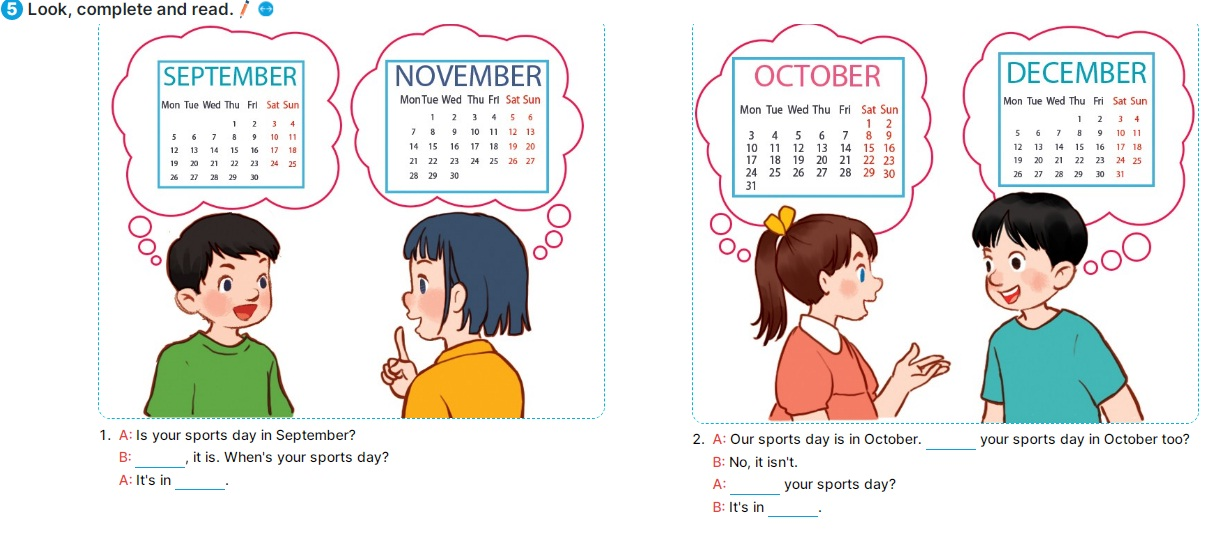 5 Look, complete and read.
SEPTEMBER
Mon Tue Wed Thu Fri Sat Sun
1 2 3 4
5 6 7 8 9 10 11
12 13 14 15 16 17 18
19 20 21 22 23 24 25
26 27 28 29 30
NOVEMBER
Mon Tue Wed Thu Fri Sat Sun
1 2 3 4 5 6
7 8 9 10 11 12 13
14 15 16 17 18 19 20
21 22 23 24 25 26 27
28 29 30
1. A: Is your sports day in September?
B: ______, it is. When's your sports day?
A: It's in ______.
OCTOBER
Mon Tue Wed Thu Fri Sat Sun
1 2
3 4 5 6 7 8 9
10 11 12 13 14 15 16
17 18 19 20 21 22 23
24 25 26 27 28 29 30
31
DECEMBER
Mon Tue Wed Thu Fri Sat Sun
1 2 3 4
5 6 7 8 9 10 11
12 13 14 15 16 17 18
19 20 21 22 23 24 25
26 27 28 29 30 31
2. A: Our sports day is in October. ______ your sports day in October too?
B: No, it isn't.
A: ______ your sports day?
B: It's in ______.